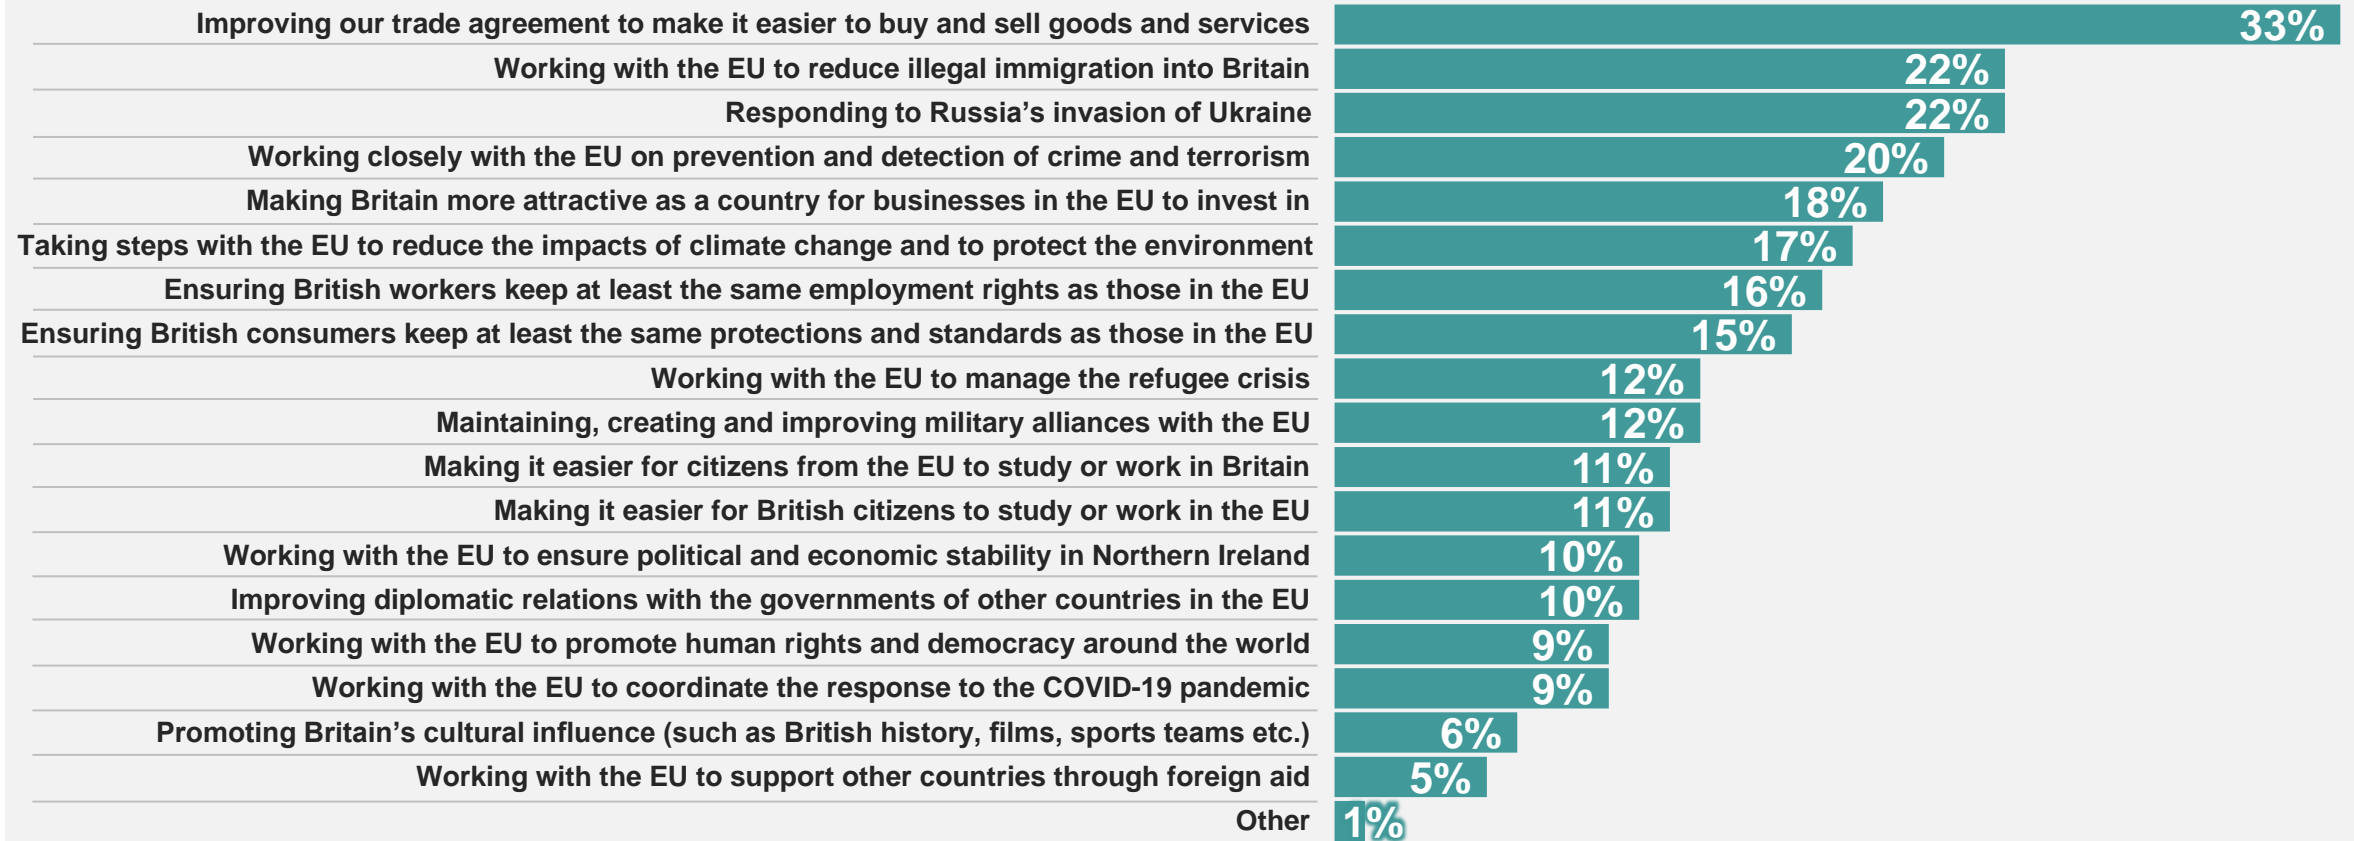 Improving our trade agreement to make it easier to buy and sell goods and services 33%
Working with the EU to reduce illegal immigration into Britain 22%
Responding to Russia’s invasion of Ukraine 22%
Working closely with the EU on prevention and detection of crime and terrorism 20%
Making Britain more attractive as a country for businesses in the EU to invest in 18%
Taking steps with the EU to reduce the impacts of climate change and to protect the environment 17%
Ensuring British workers keep at least the same employment rights as those in the EU 16%
Ensuring British consumers keep at least the same protections and standards as those in the EU 15%
Working with the EU to manage the refugee crisis 12%
Maintaining, creating and improving military alliances with the EU 12%
Making it easier for citizens from the EU to study or work in Britain 11%
Making it easier for British citizens to study or work in the EU 11%
Working with the EU to ensure political and economic stability in Northern Ireland 10%
Improving diplomatic relations with the governments of other countries in the EU 10%
Working with the EU to promote human rights and democracy around the world 9%
Working with the EU to coordinate the response to the COVID-19 pandemic 9%
Promoting Britain’s cultural influence (such as British history, films, sports teams etc.) 6%
Working with the EU to support other countries through foreign aid 5%
Other 1%